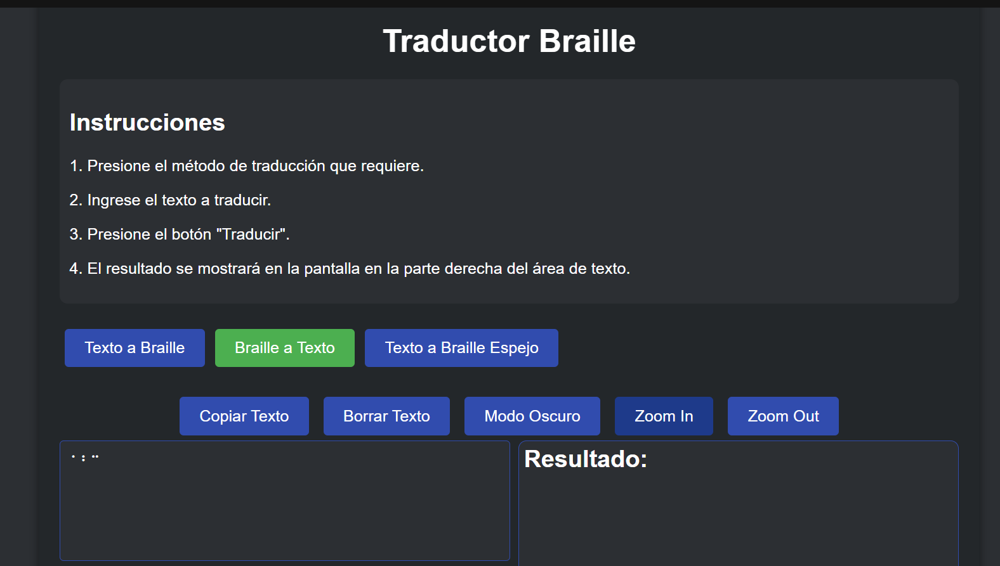 Traductor Braille
Instrucciones
1. Presione el método de traducción que requiere.
2. Ingrese el texto a traducir.
3. Presione el botón "Traducir".
4. El resultado se mostrará en la pantalla en la parte derecha del área de texto.
Texto a Braille Braille a Texto Texto a Braille Espejo
Copiar Texto Borrar Texto Modo Oscuro Zoom In Zoom Out
⠁⠃⠉
Resultado: